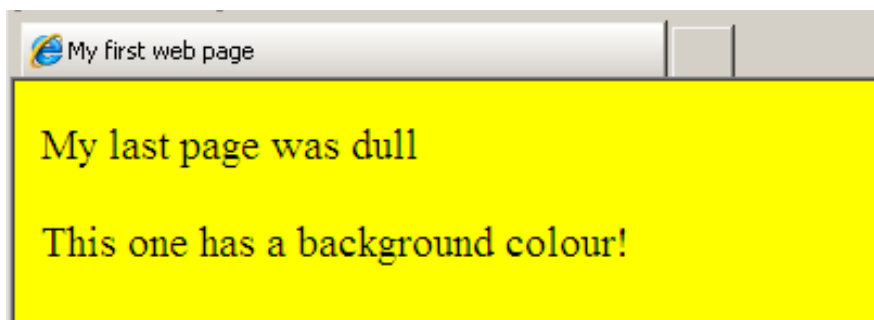 My first web page
My last page was dull
This one has a background colour!